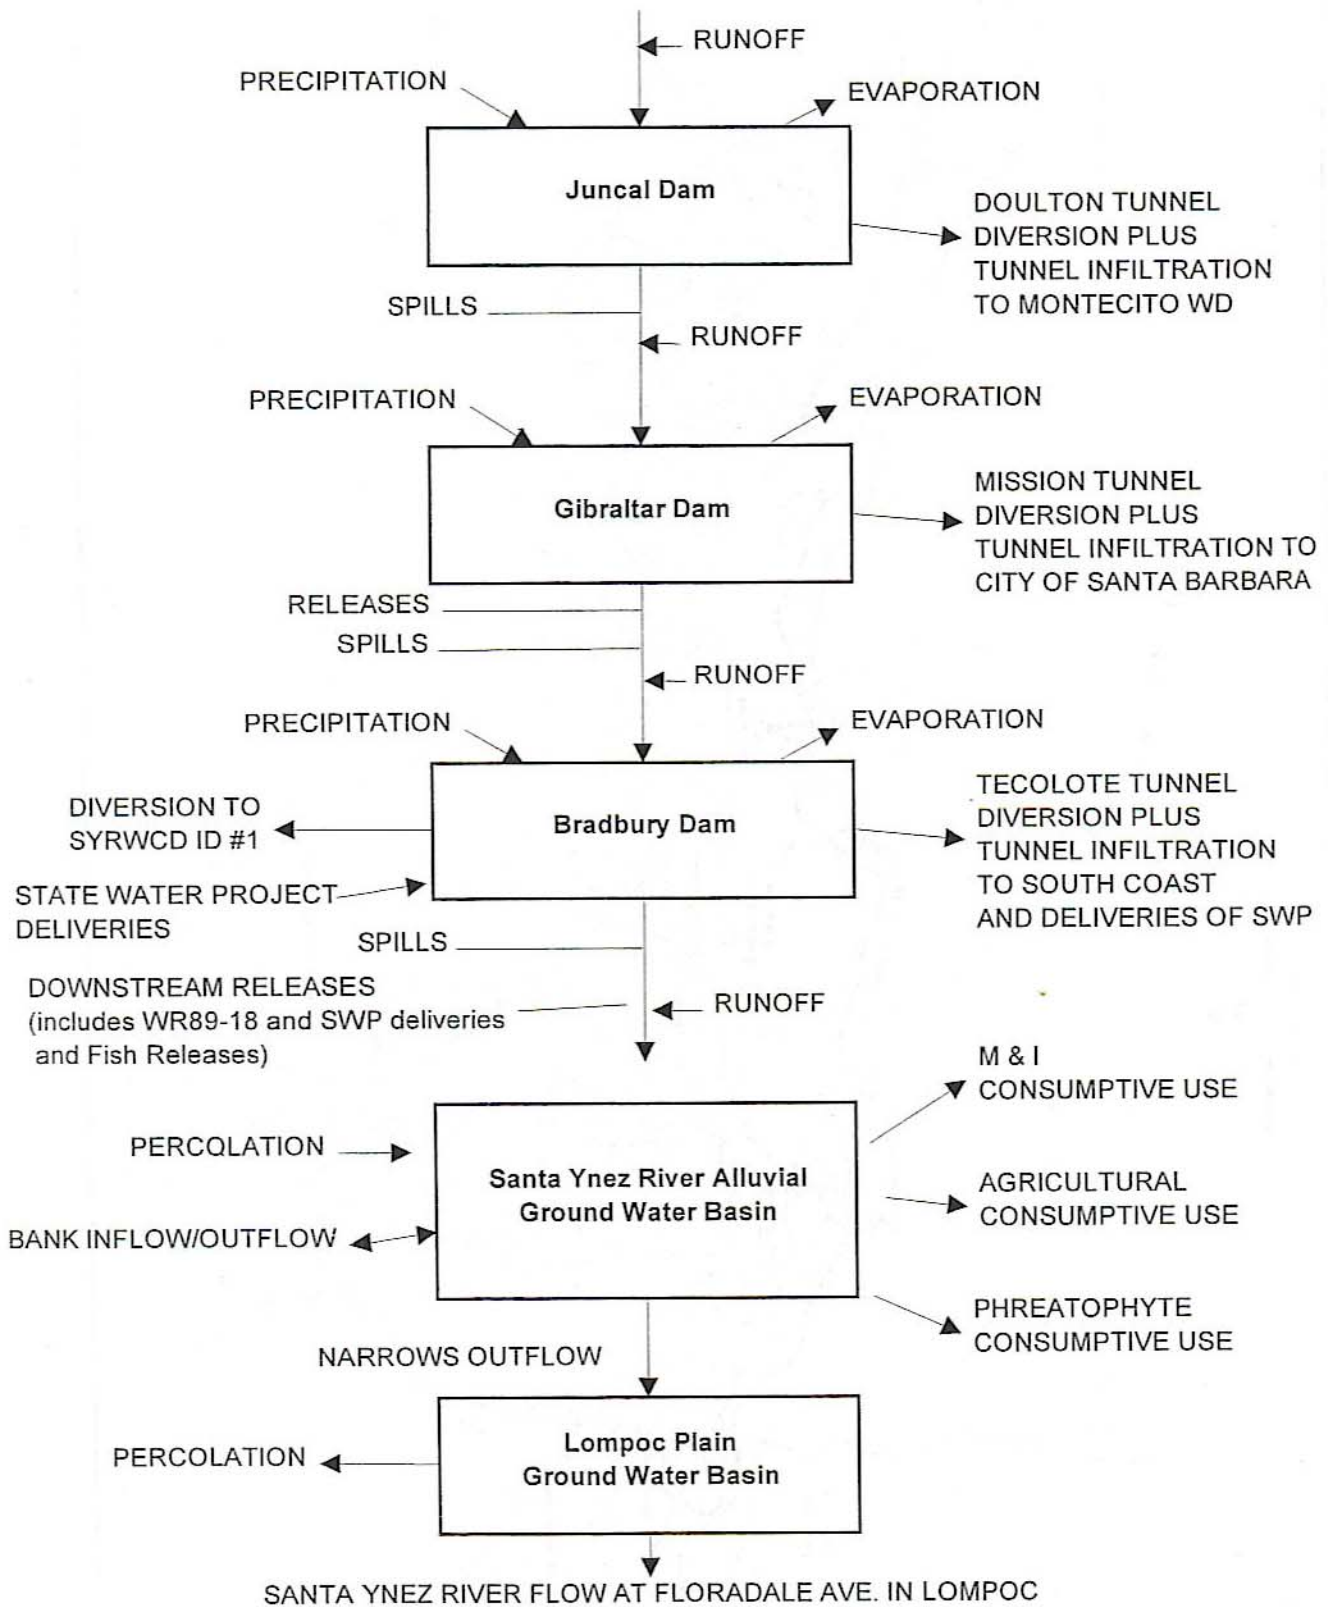 RUNOFF
PRECIPITATION
EVAPORATION
Juncal Dam
DOULTON TUNNEL
DIVERSION PLUS
TUNNEL INFILTRATION
TO MONTECITO WD
SPILLS
RUNOFF
PRECIPITATION
EVAPORATION
Gibraltar Dam
MISSION TUNNEL
DIVERSION PLUS
TUNNEL INFILTRATION TO
CITY OF SANTA BARBARA
RELEASES
SPILLS
RUNOFF
PRECIPITATION
EVAPORATION
Bradbury Dam
DIVERSION TO
SYRWCD ID #1
STATE WATER PROJECT
DELIVERIES
TECOLOTE TUNNEL
DIVERSION PLUS
TUNNEL INFILTRATION
TO SOUTH COAST
AND DELIVERIES OF SWP
SPILLS
DOWNSTREAM RELEASES
(includes WR89-18 and SWP deliveries
and Fish Releases)
RUNOFF
PERCOLATION
BANK INFLOW/OUTFLOW
Santa Ynez River Alluvial
Ground Water Basin
M & I
CONSUMPTIVE USE
AGRICULTURAL
CONSUMPTIVE USE
PHREATOPHYTE
CONSUMPTIVE USE
NARROWS OUTFLOW
Lompoc Plain
Ground Water Basin
PERCOLATION
SANTA YNEZ RIVER FLOW AT FLORADALE AVE. IN LOMPOC